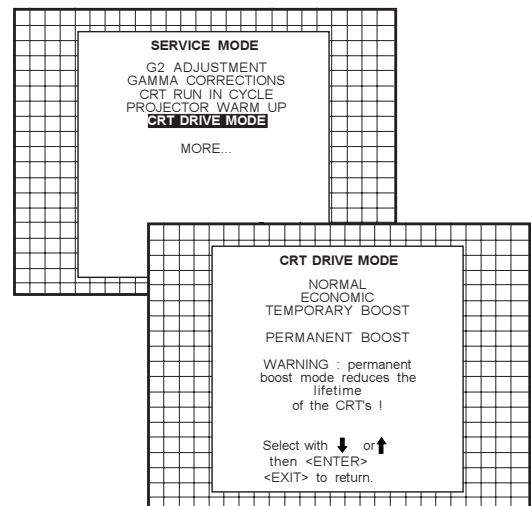 SERVICE MODE
G2 ADJUSTMENT
GAMMA CORRECTIONS
CRT RUN IN CYCLE
PROJECTOR WARM UP
CRT DRIVE MODE
MORE...
CRT DRIVE MODE
NORMAL
ECONOMIC
TEMPORARY BOOST
PERMANENT BOOST
WARNING : permanent
boost mode reduces the
lifetime
of the CRT's !
Select with ↓ or ↑
then <ENTER>
<EXIT> to return.